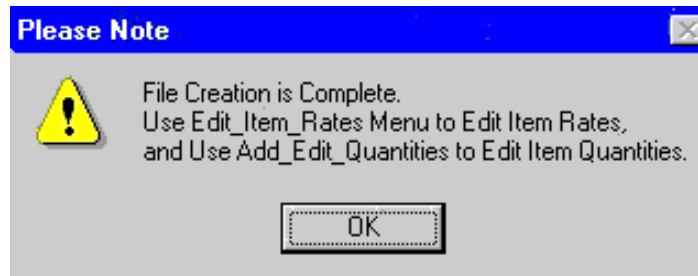 Please Note
File Creation is Complete.
Use Edit_Item_Rates Menu to Edit Item Rates,
and Use Add_Edit_Quantities to Edit Item Quantities.
OK